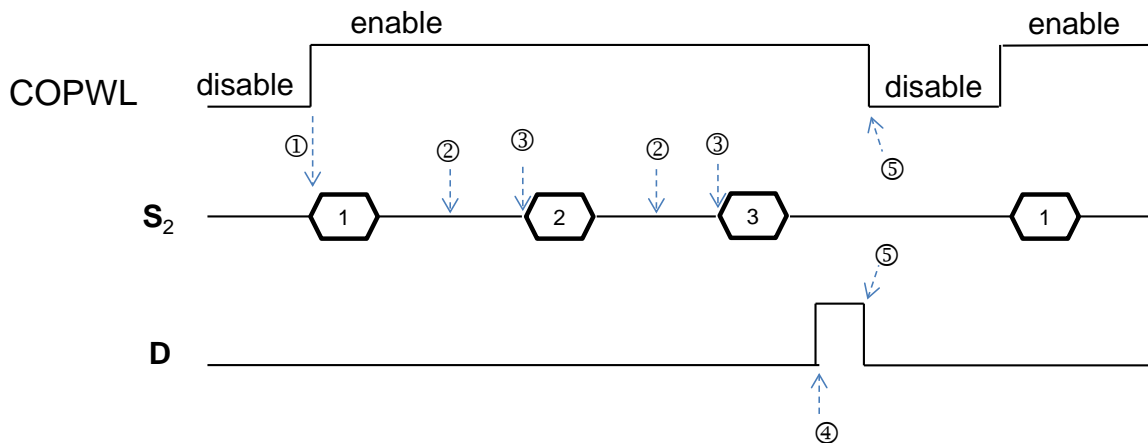 enable
enable
disable
disable
COPWL
①
②
③
②
③
⑤
S₂
1
2
3
1
⑤
D
④